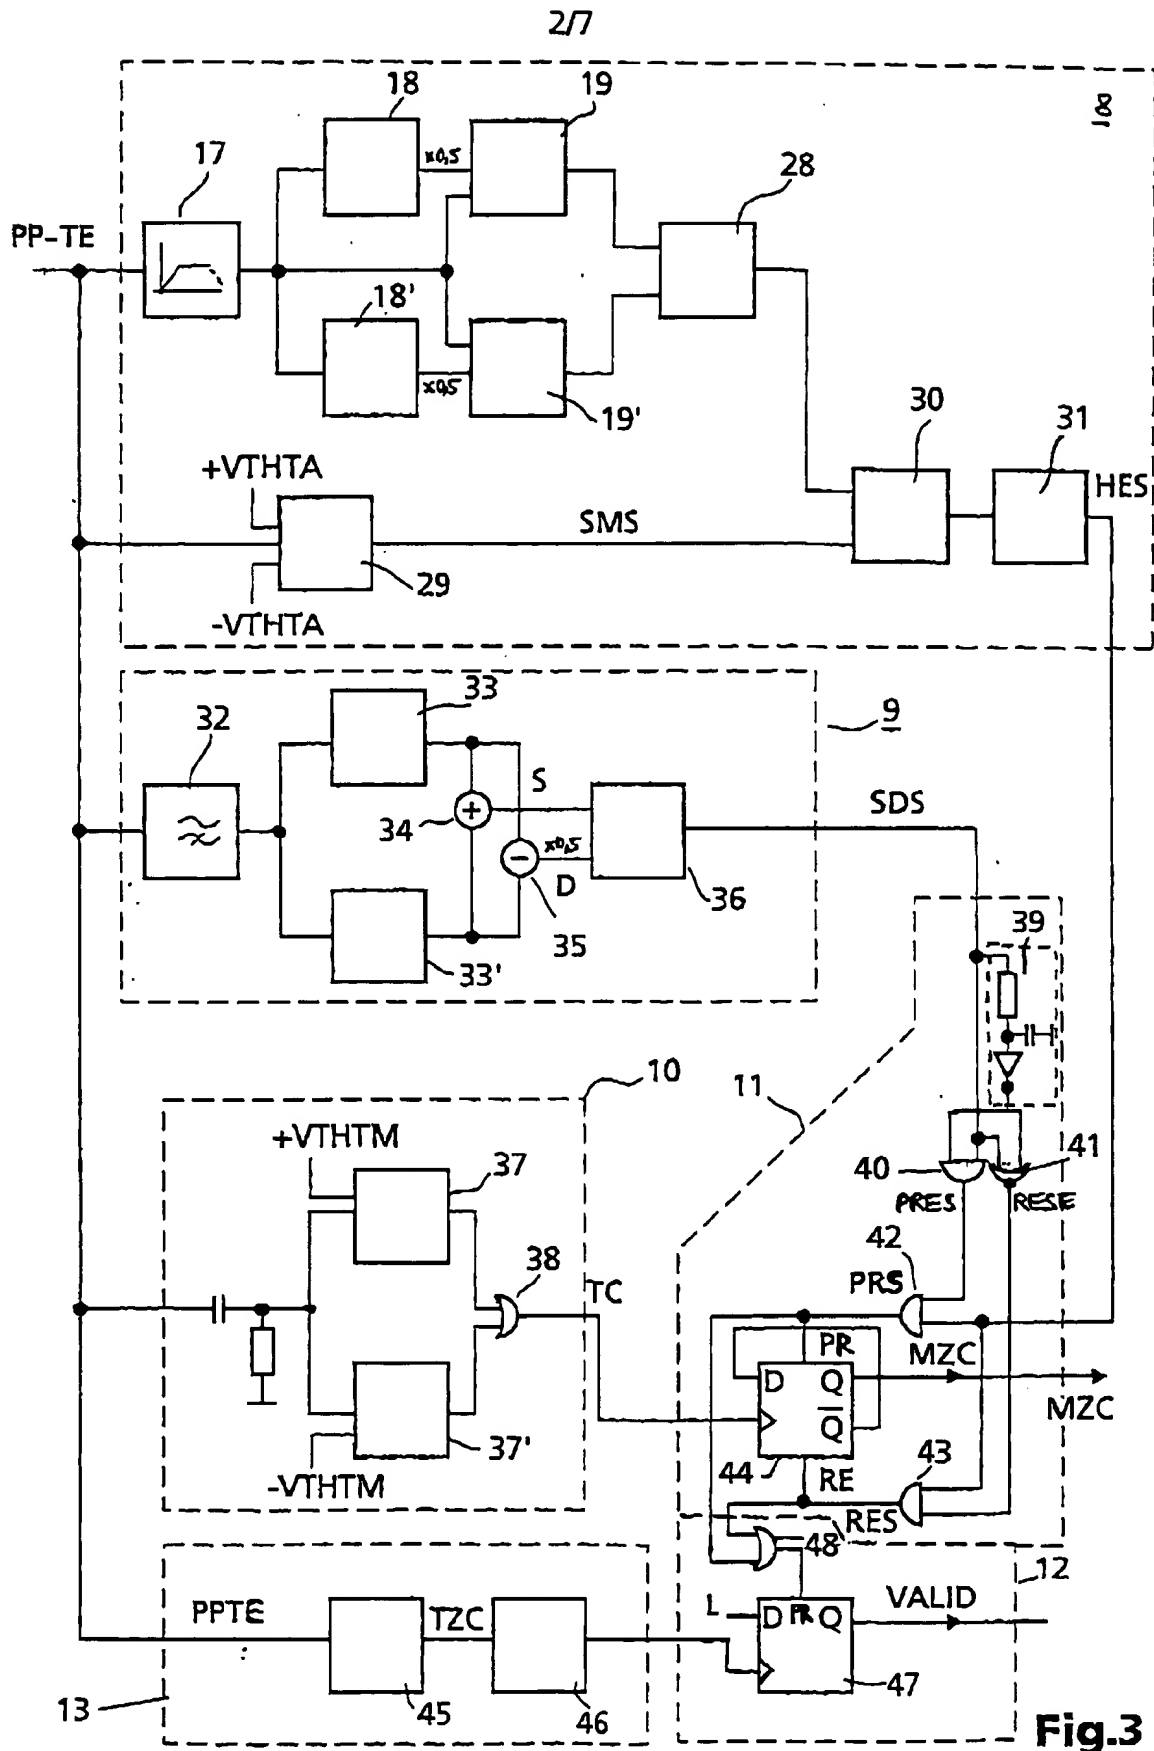 2/7
18
19
8
17
28
PP-TE
x0,5
18'
x0,5
19'
30
31
+VTHTA
HES
SMS
29
-VTHTA
33
32
9
S
SDS
34
+
x0,5
-
D
36
35
39
33'
10
11
+VTHTM
37
40
41
PRES
RESE
42
38
PRS
TC
PR
MZC
D Q
MZC
Q
37'
44
RE
43
-VTHTM
RES
48
12
PPTE
TZC
L
D PR Q
VALID
47
13
45
46
Fig.3